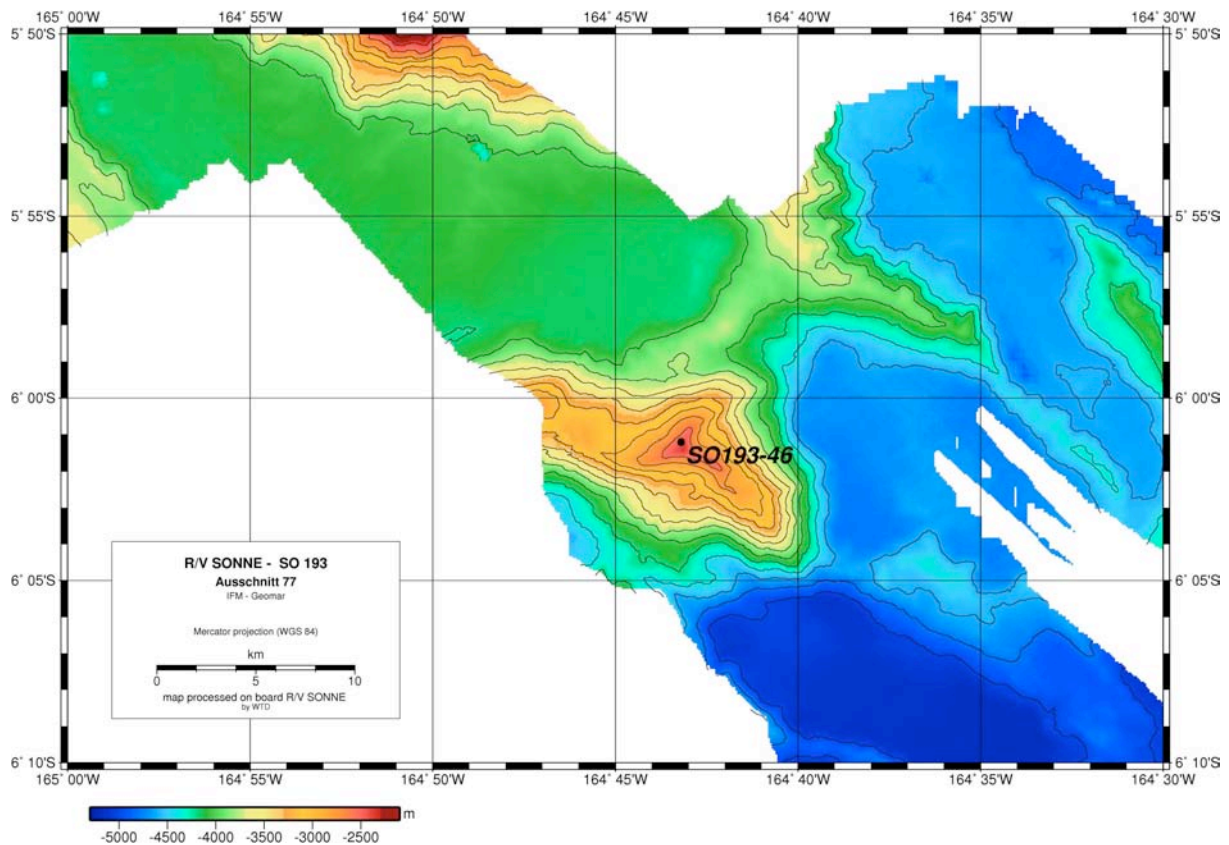 165˚ 00'W 164˚ 55'W 164˚ 50'W 164˚ 45'W 164˚ 40'W 164˚ 35'W 164˚ 30'W
5˚ 50'S 5˚ 50'S
5˚ 55'S 5˚ 55'S
6˚ 00'S 6˚ 00'S
SO193-46
R/V SONNE - SO 193
Ausschnitt 77
IFM - Geomar
Mercator projection (WGS 84)
km
0 5 10
map processed on board R/V SONNE
by WTD
6˚ 05'S 6˚ 05'S
6˚ 10'S 6˚ 10'S
165˚ 00'W 164˚ 55'W 164˚ 50'W 164˚ 45'W 164˚ 40'W 164˚ 35'W 164˚ 30'W
m
-5000 -4500 -4000 -3500 -3000 -2500